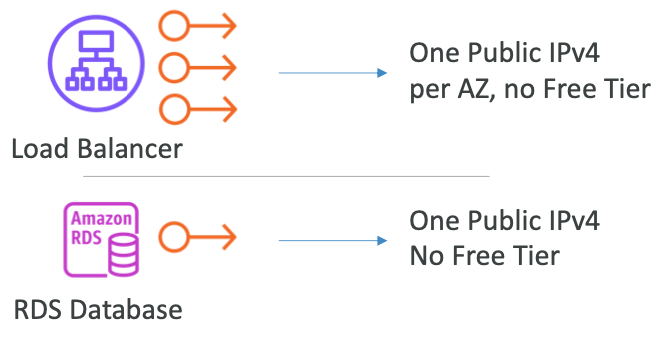 One Public IPv4
per AZ, no Free Tier
Load Balancer
Amazon
RDS
One Public IPv4
No Free Tier
RDS Database